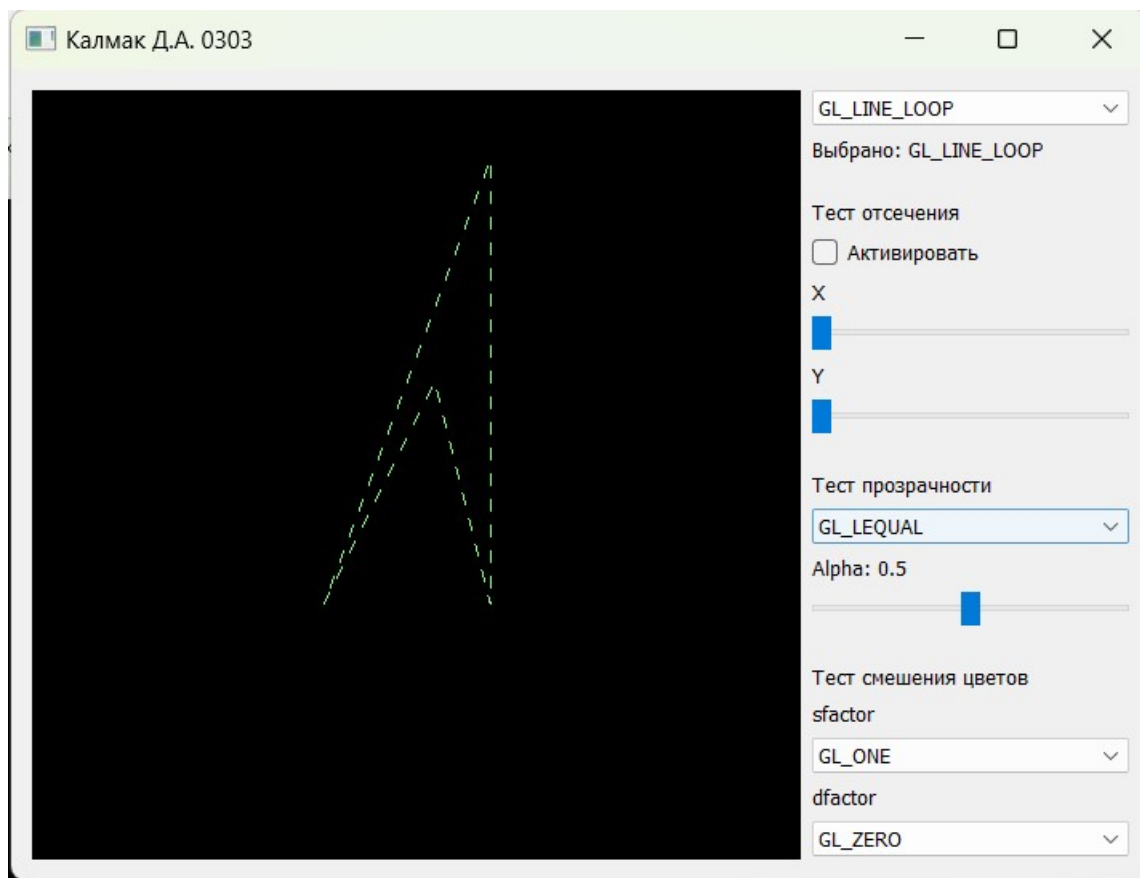 Калмак Д.А. 0303
GL_LINE_LOOP
Выбрано: GL_LINE_LOOP
Тест отсечения
Активировать
X
Y
Тест прозрачности
GL_LEQUAL
Alpha: 0.5
Тест смешения цветов
sfactor
GL_ONE
dfactor
GL_ZERO